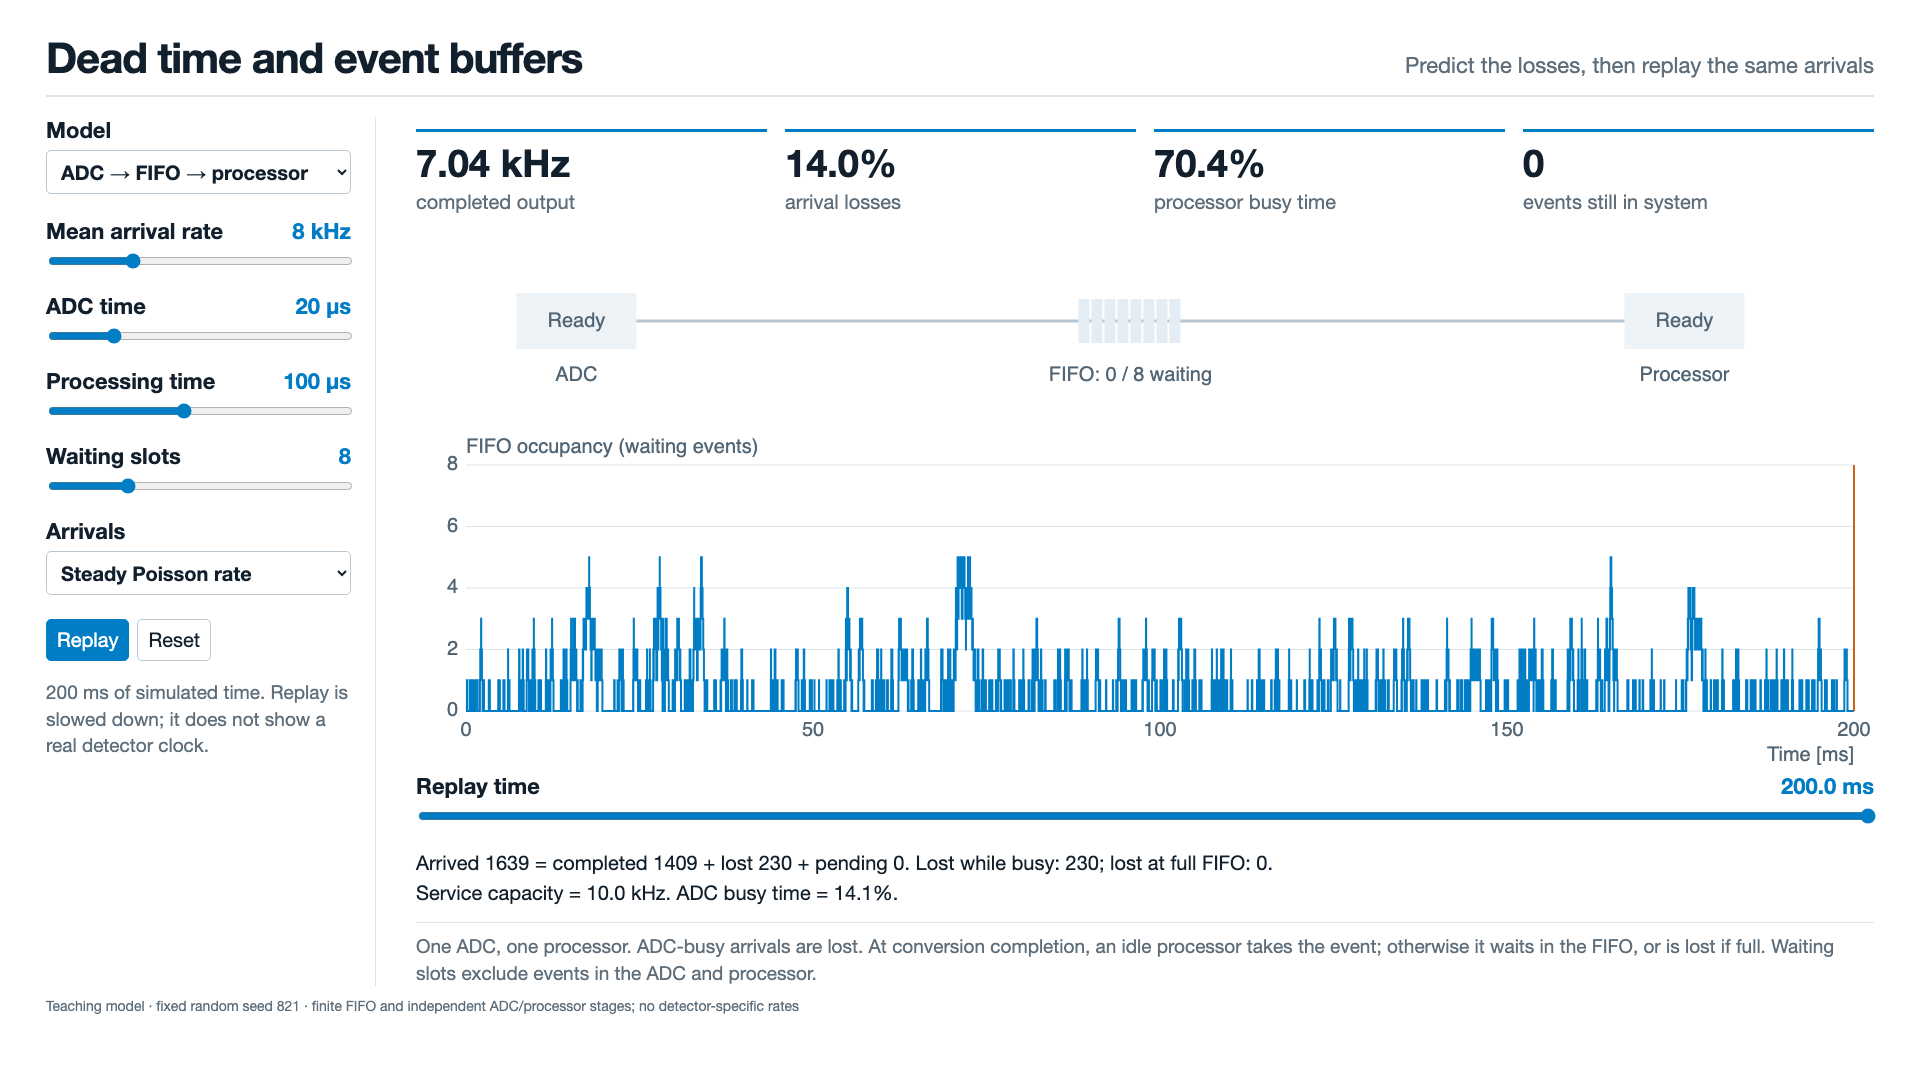 Dead time and event buffers
Predict the losses, then replay the same arrivals
Model
ADC → FIFO → processor
Mean arrival rate 8 kHz
ADC time 20 µs
Processing time 100 µs
Waiting slots 8
Arrivals
Steady Poisson rate
Replay Reset
200 ms of simulated time. Replay is
slowed down; it does not show a
real detector clock.
7.04 kHz
completed output
14.0%
arrival losses
70.4%
processor busy time
0
events still in system
Ready
ADC
FIFO: 0 / 8 waiting
Ready
Processor
FIFO occupancy (waiting events)
8
6
4
2
0
0 50 100 150 200
Time [ms]
Replay time 200.0 ms
Arrived 1639 = completed 1409 + lost 230 + pending 0. Lost while busy: 230; lost at full FIFO: 0.
Service capacity = 10.0 kHz. ADC busy time = 14.1%.
One ADC, one processor. ADC-busy arrivals are lost. At conversion completion, an idle processor takes the event; otherwise it waits in the FIFO, or is lost if full. Waiting
slots exclude events in the ADC and processor.
Teaching model · fixed random seed 821 · finite FIFO and independent ADC/processor stages; no detector-specific rates